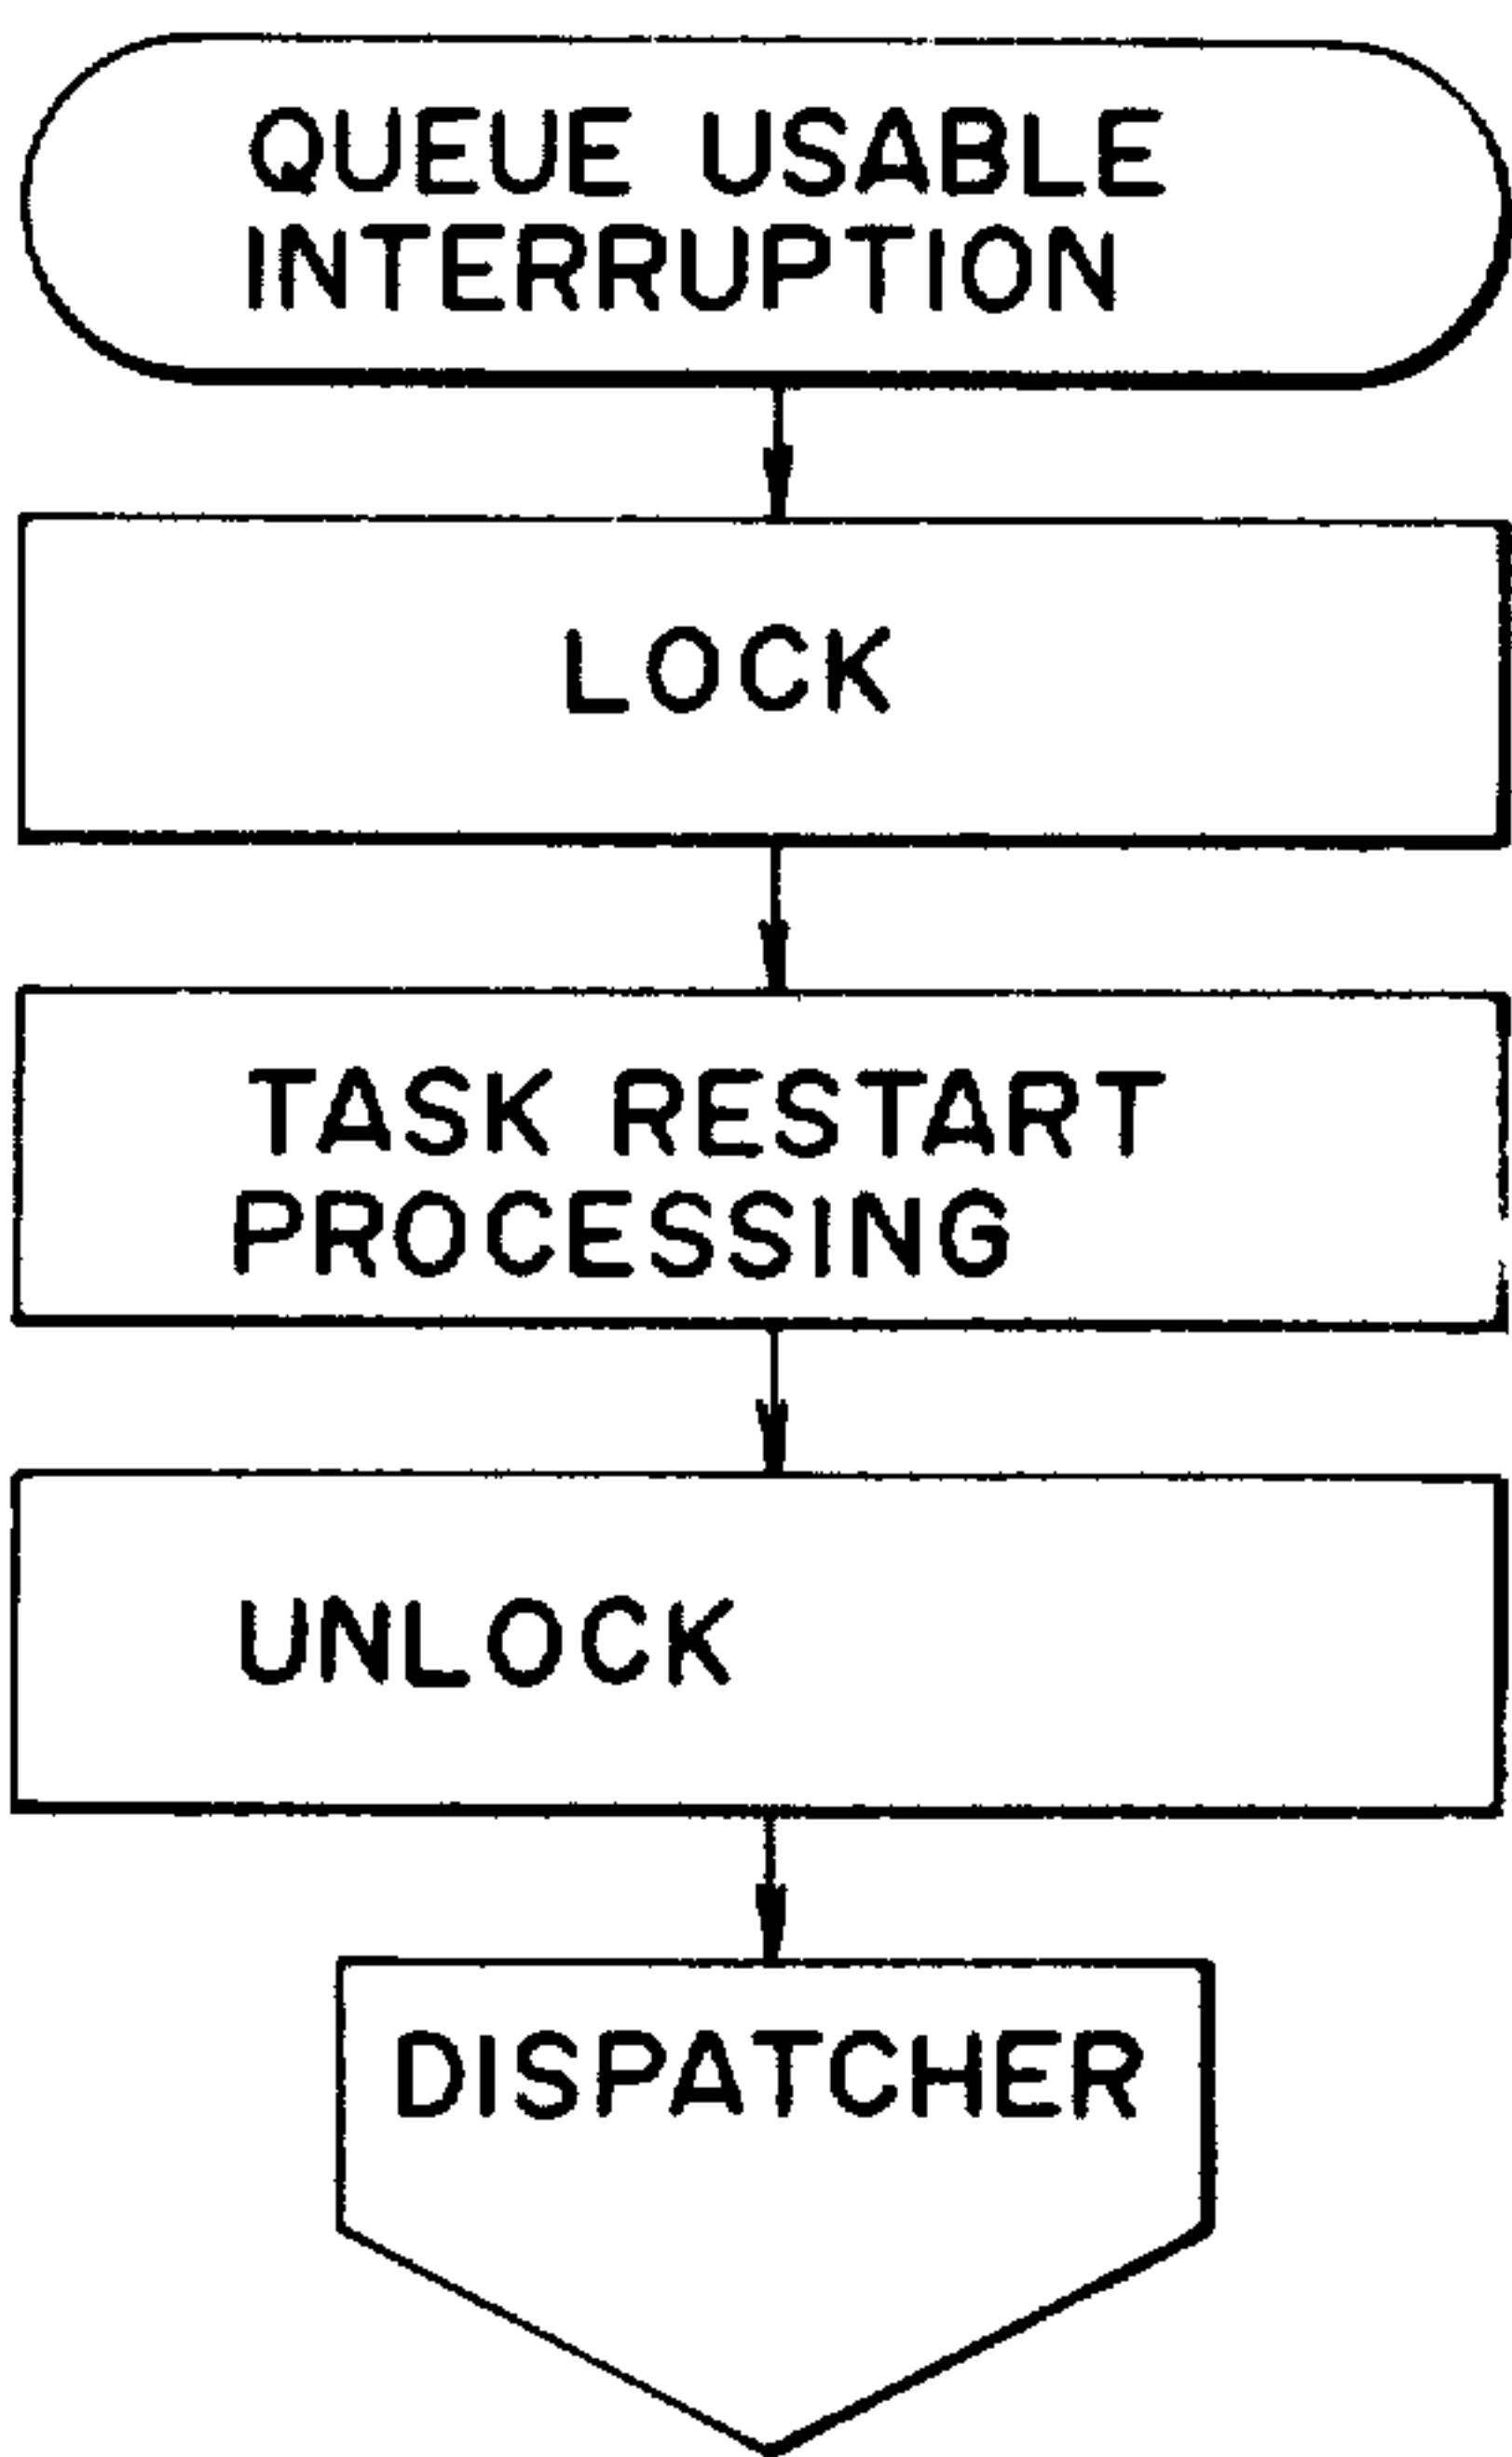 QUEUE USABLE
INTERRUPTION
LOCK
TASK RESTART
PROCESSING
UNLOCK
DISPATCHER